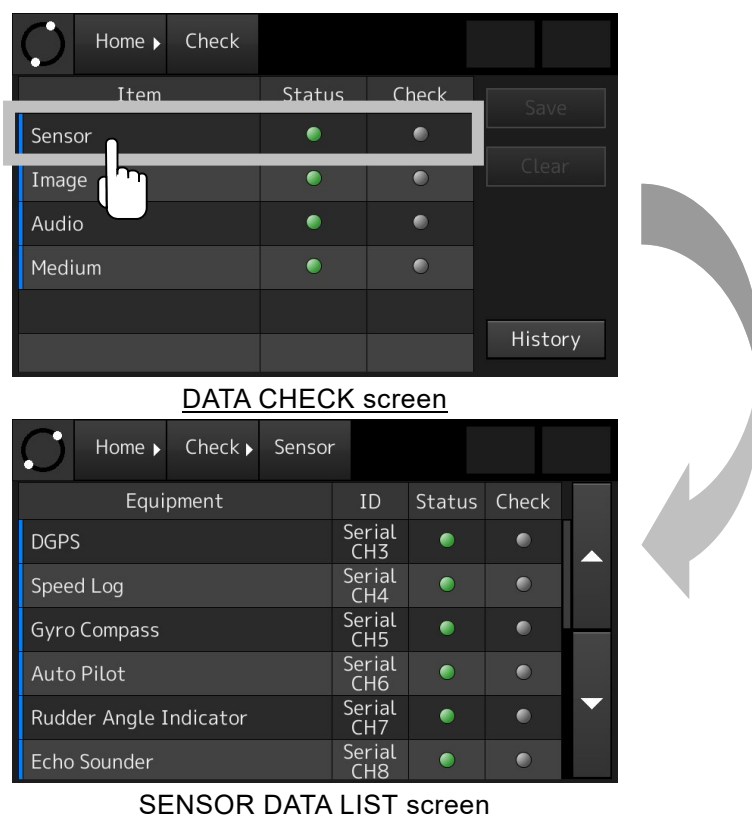 Home Check
Item Status Check
Save
Sensor
Clear
Image
Audio
Medium
History
DATA CHECK screen
Home Check Sensor
Equipment ID Status Check
DGPS Serial CH3
Speed Log Serial CH4
Gyro Compass Serial CH5
Auto Pilot Serial CH6
Rudder Angle Indicator Serial CH7
Echo Sounder Serial CH8
SENSOR DATA LIST screen